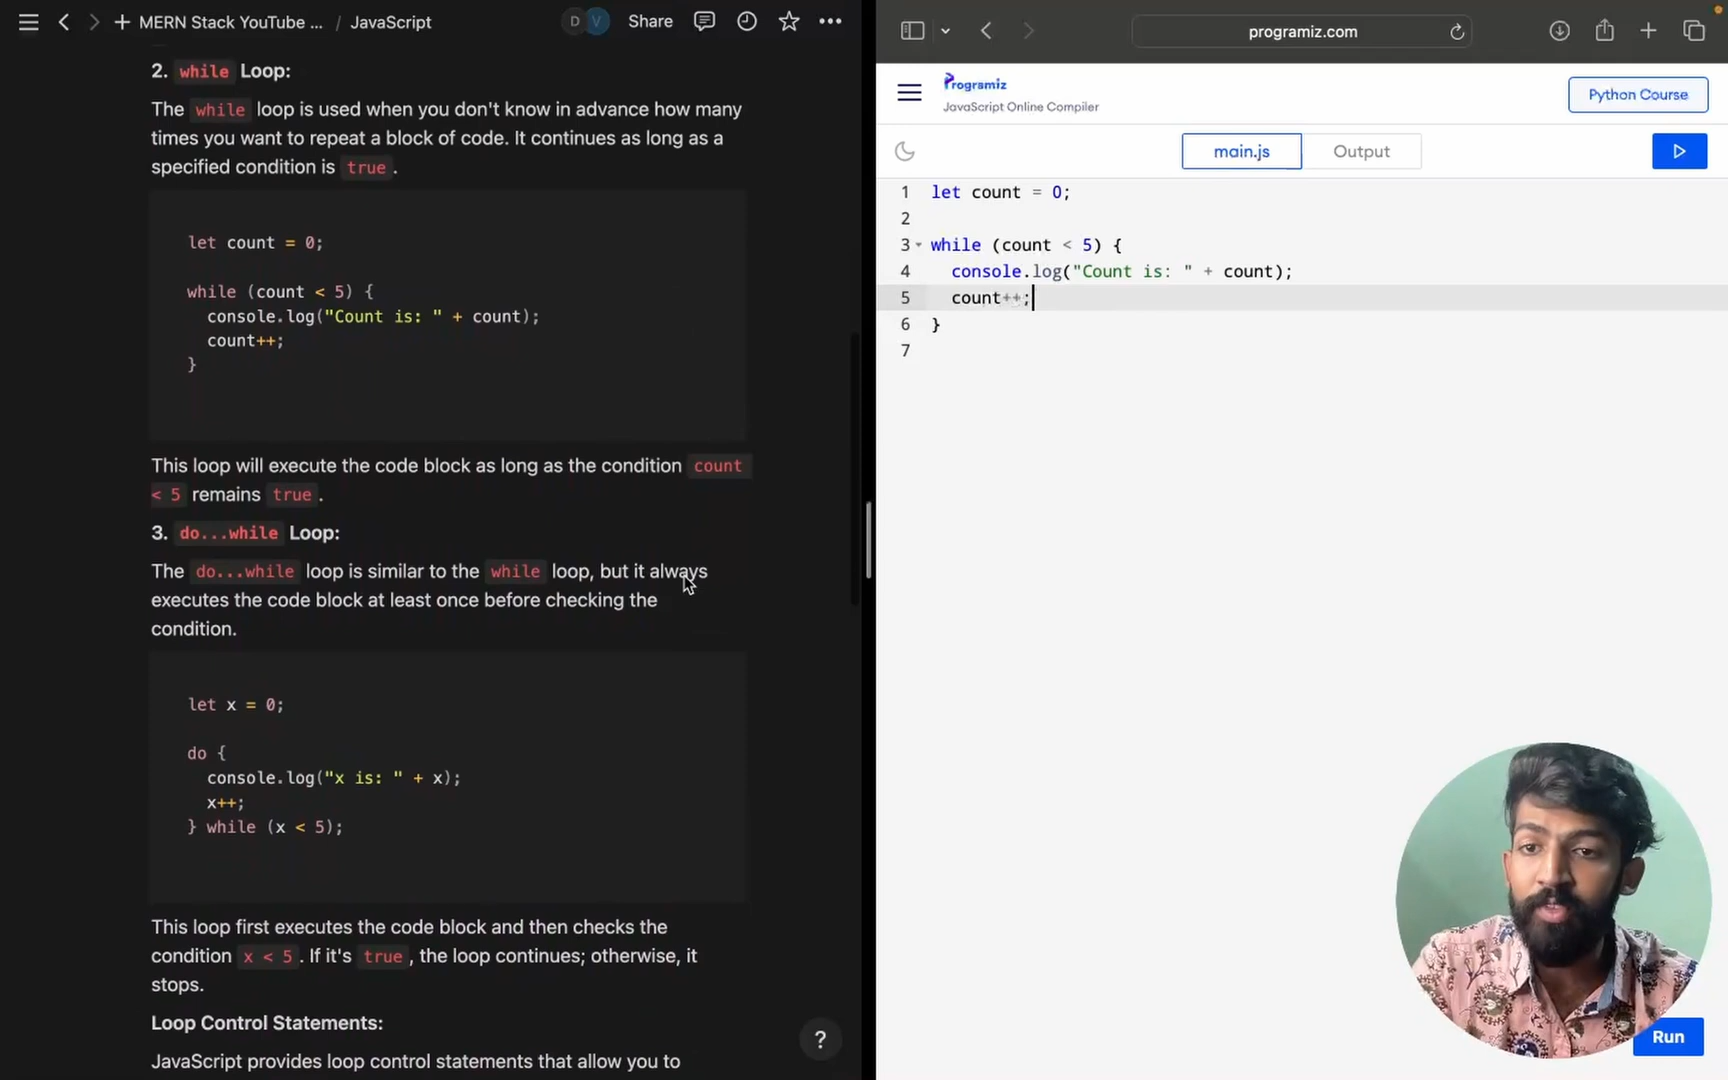 MERN Stack YouTube ... / JavaScript
D V Share
2. while Loop:
The while loop is used when you don't know in advance how many
times you want to repeat a block of code. It continues as long as a
specified condition is true .
let count = 0;
while (count < 5) {
console.log("Count is: " + count);
count++;
}
This loop will execute the code block as long as the condition count
< 5 remains true .
3. do...while Loop:
The do...while loop is similar to the while loop, but it always
executes the code block at least once before checking the
condition.
let x = 0;
do {
console.log("x is: " + x);
x++;
} while (x < 5);
This loop first executes the code block and then checks the
condition x < 5 . If it's true , the loop continues; otherwise, it
stops.
Loop Control Statements:
JavaScript provides loop control statements that allow you to
?
programiz.com
Programiz
JavaScript Online Compiler
Python Course
main.js
Output
1 let count = 0;
2
3 while (count < 5) {
4 console.log("Count is: " + count);
5 count++;
6 }
7
Run